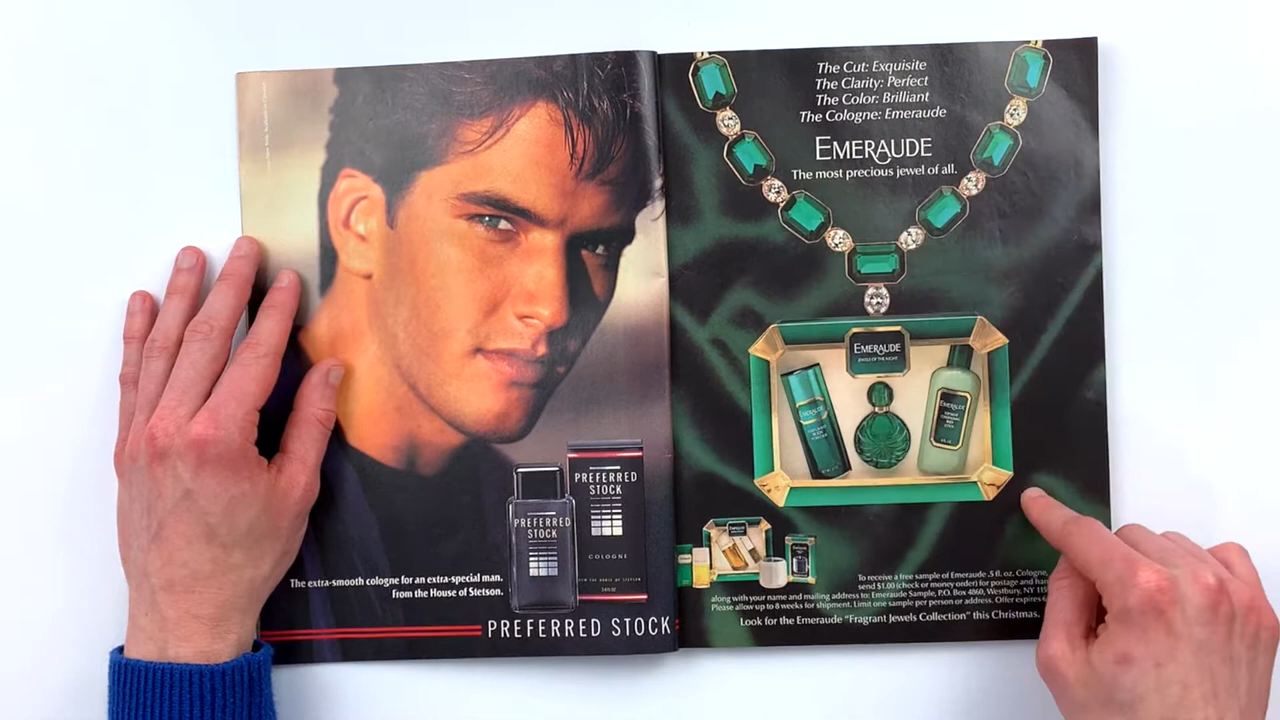 PREFERRED
STOCK
COLOGNE
PREFERRED
STOCK
The extra-smooth cologne for an extra-special man.
From the House of Stetson.
PREFERRED STOCK
The Cut: Exquisite
The Clarity: Perfect
The Color: Brilliant
The Cologne: Emeraude
EMERAUDE
The most precious jewel of all.
EMERAUDE
JEWELS OF THE NIGHT
EMERAUDE
EMERAUDE
To receive a free sample of Emeraude .5 fl. oz. Cologne,
send $1.00 (check or money order) for postage and
along with your name and mailing address to: Emeraude Sample, P.O. Box 4860, Westbury, NY
Please allow up to 8 weeks for shipment. Limit one sample per person or address. Offer expires
Look for the Emeraude "Fragrant Jewels Collection" this Christmas.